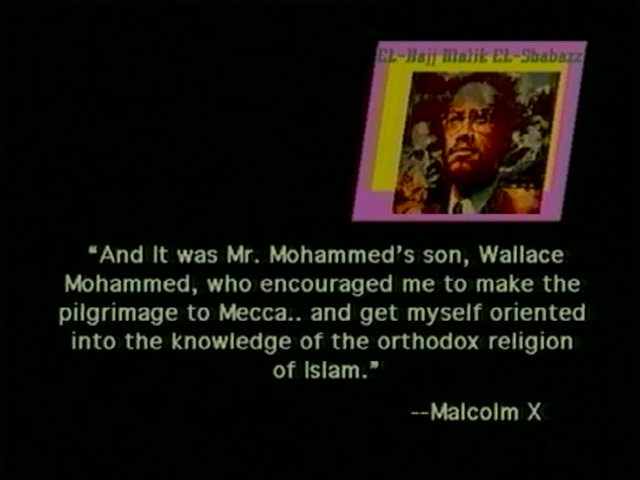 EL-Hajj Malik EL-Shabazz
"And It was Mr. Mohammed's son, Wallace
Mohammed, who encouraged me to make the
pilgrimage to Mecca.. and get myself oriented
into the knowledge of the orthodox religion
of Islam."
--Malcolm X